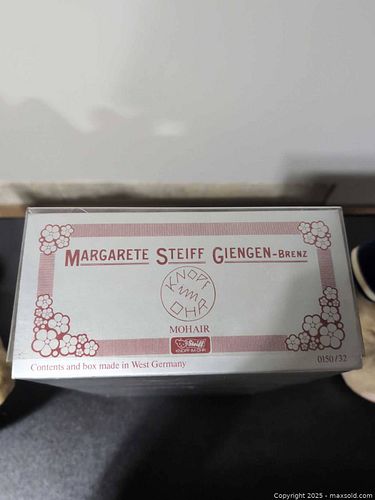 MARGARETE STEIFF GIENGEN-BRENZ
KNOPF
OHR
MOHAIR
Steiff
KNOPF IM OHR
Contents and box made in West Germany
0150/32
Copyright 2025 - maxsold.com